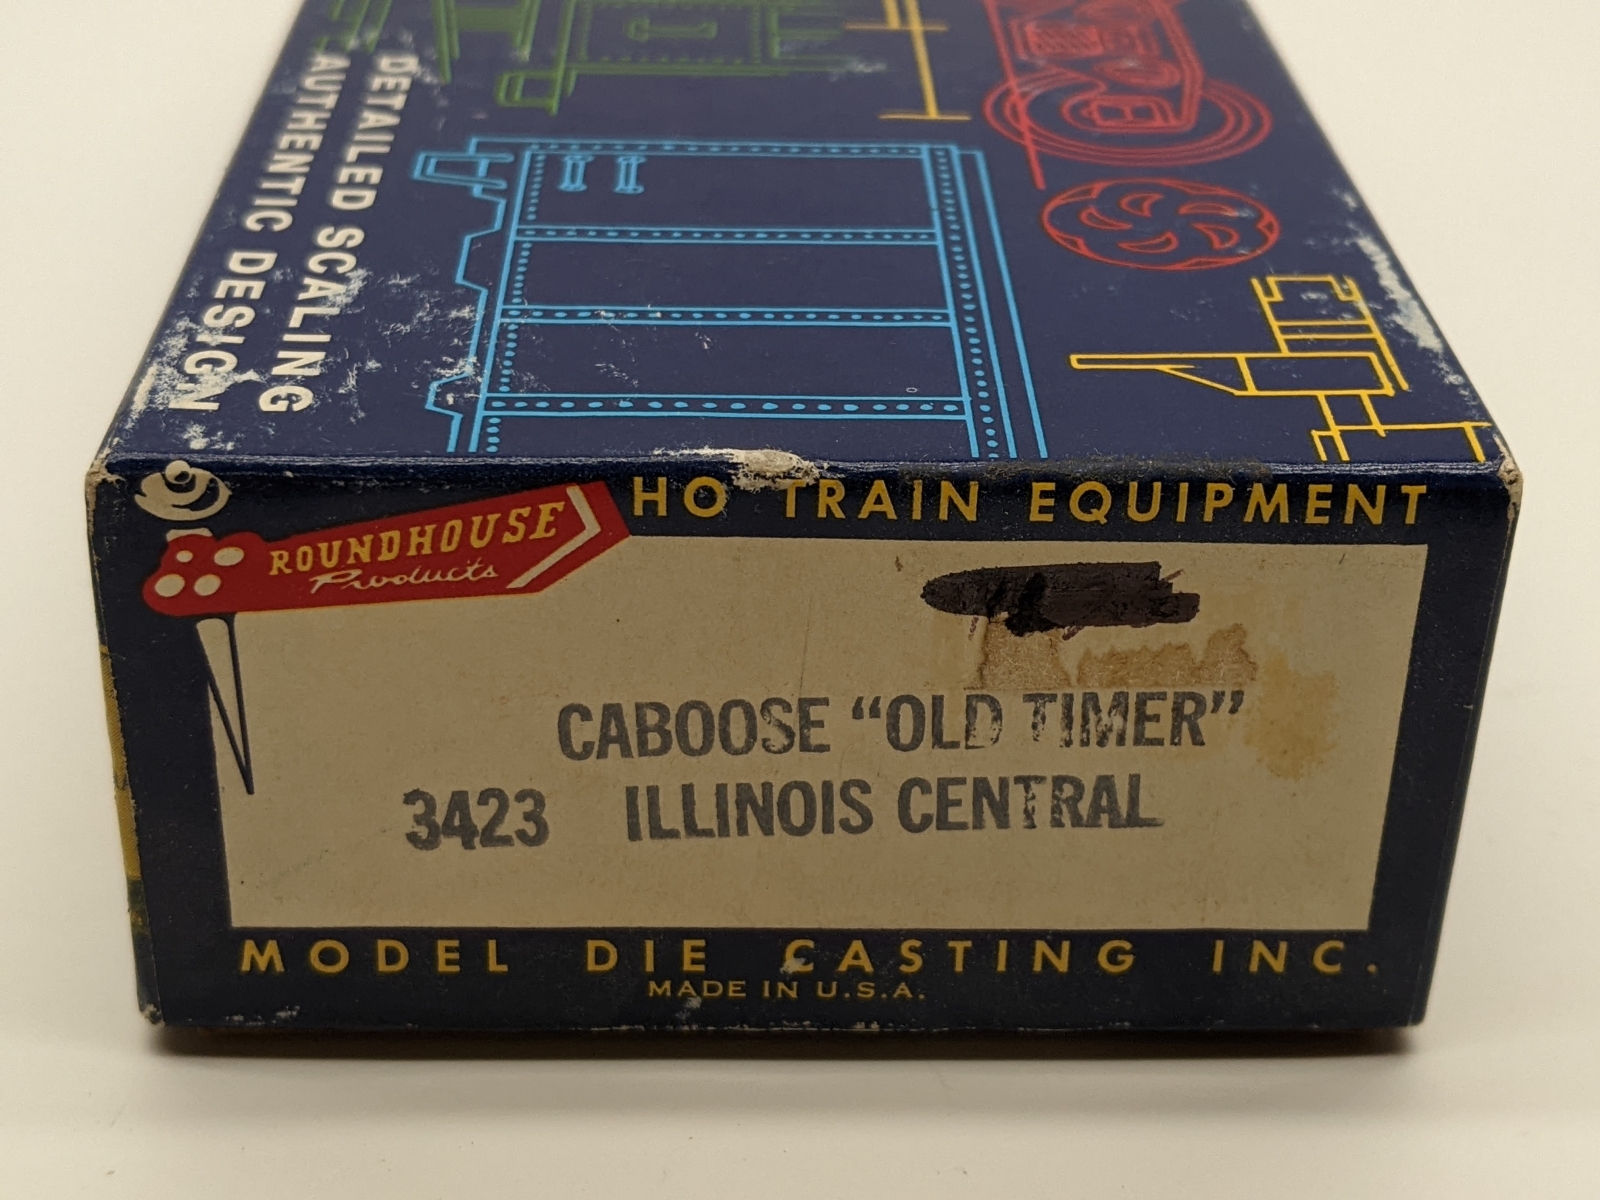 DETAILED SCALING
AUTHENTIC DESIGN
HO TRAIN EQUIPMENT
ROUNDHOUSE
Products
CABOOSE “OLD TIMER”
3423 ILLINOIS CENTRAL
MODEL DIE CASTING INC.
MADE IN U.S.A.